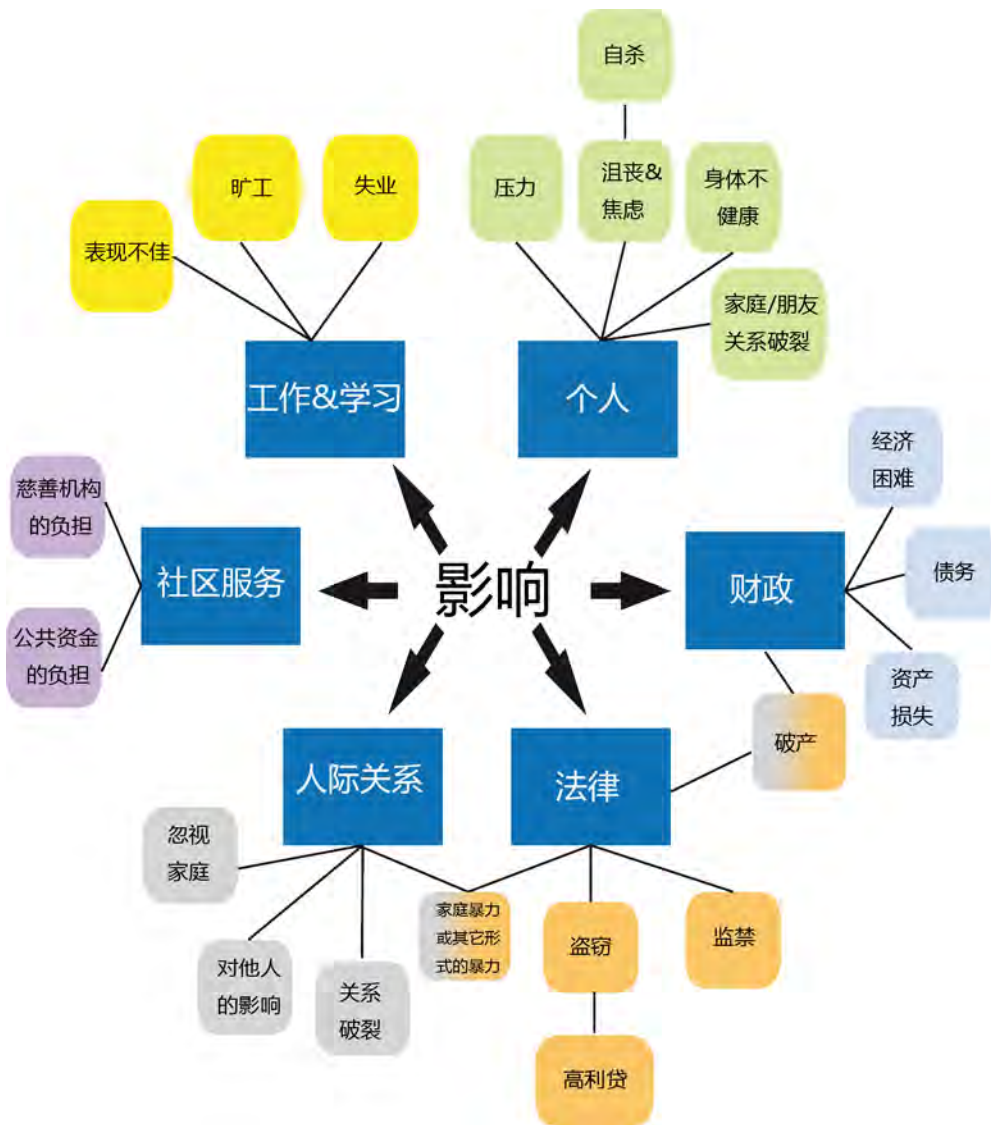 自杀
压力
沮丧&
焦虑
身体不
健康
家庭/朋友
关系破裂
个人
表现不佳
旷工
失业
工作&学习
慈善机构
的负担
公共资金
的负担
社区服务
影响
财政
经济
困难
债务
资产
损失
破产
人际关系
忽视
家庭
对他人
的影响
关系
破裂
家庭暴力
或其它形
式的暴力
法律
盗窃
高利贷
监禁